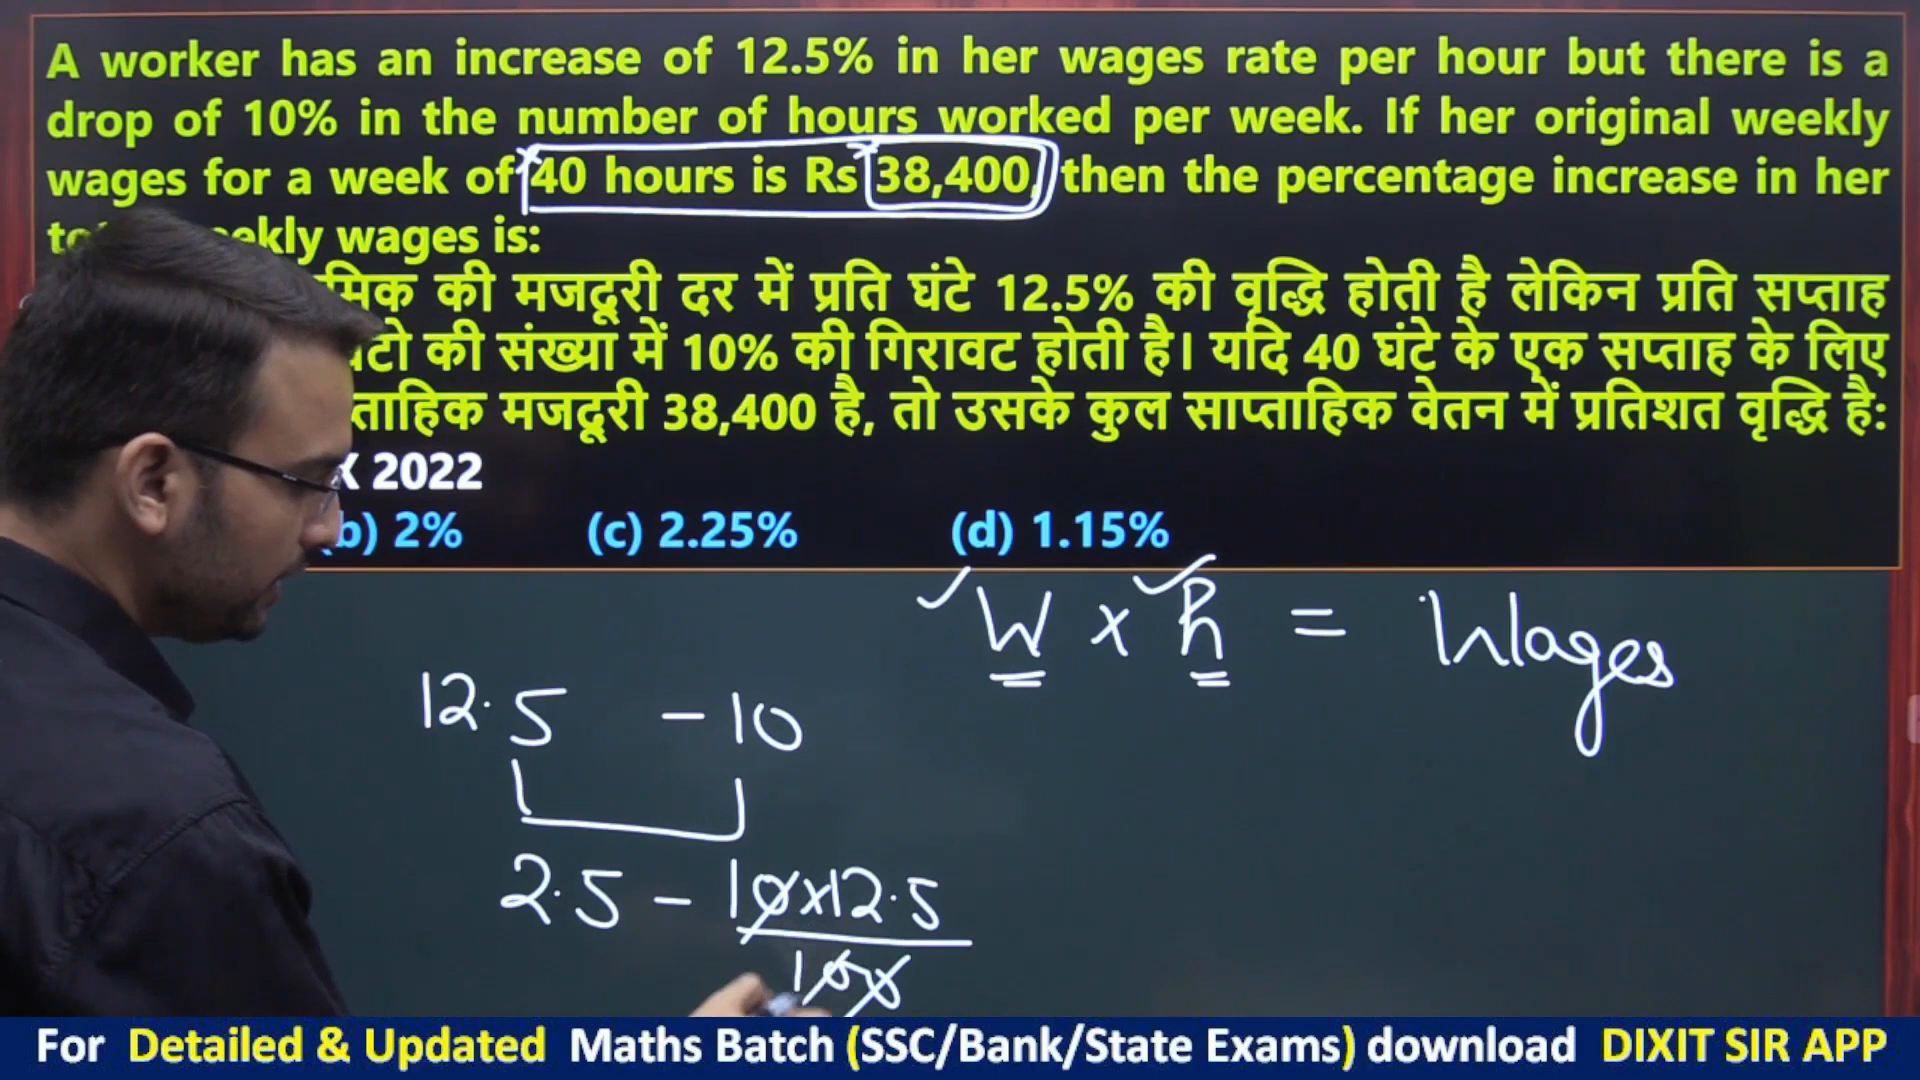 A worker has an increase of 12.5% in her wages rate per hour but there is a
drop of 10% in the number of hours worked per week. If her original weekly
wages for a week of 40 hours is Rs 38,400, then the percentage increase in her
wages is:
की मजदूरी दर में प्रति घंटे 12.5% की वृद्धि होती है लेकिन प्रति सप्ताह
की संख्या में 10% की गिरावट होती है। यदि 40 घंटे के एक सप्ताह के लिए
मजदूरी 38,400 है, तो उसके कुल साप्ताहिक वेतन में प्रतिशत वृद्धि है:
2022
(b) 2% (c) 2.25% (d) 1.15%
W × h = Wages
12.5 -10
2.5 - 10×12.5
100
For Detailed & Updated Maths Batch (SSC/Bank/State Exams) download DIXIT SIR APP